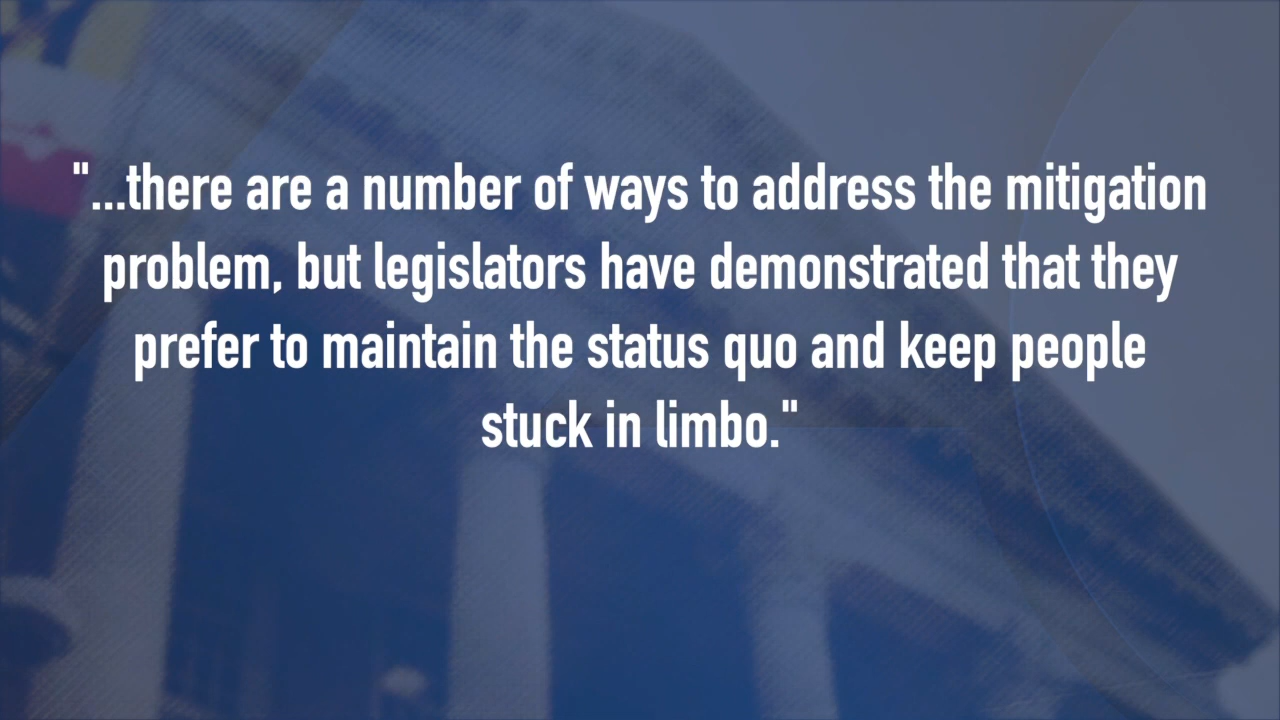 "...there are a number of ways to address the mitigation
problem, but legislators have demonstrated that they
prefer to maintain the status quo and keep people
stuck in limbo."